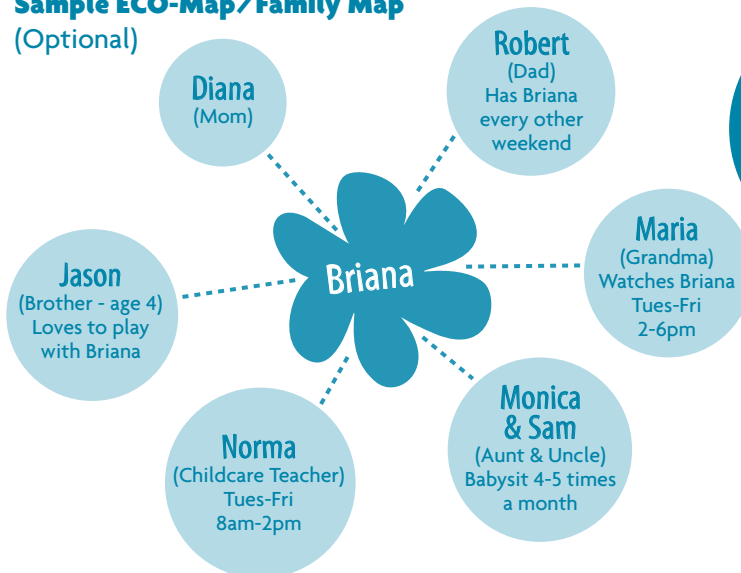 Sample ECO-Map/Family Map
(Optional)
Diana
(Mom)
Robert
(Dad)
Has Briana
every other
weekend
Briana
Maria
(Grandma)
Watches Briana
Tues-Fri
2-6pm
Jason
(Brother - age 4)
Loves to play
with Briana
Monica
& Sam
(Aunt & Uncle)
Babysit 4-5 times
a month
Norma
(Childcare Teacher)
Tues-Fri
8am-2pm